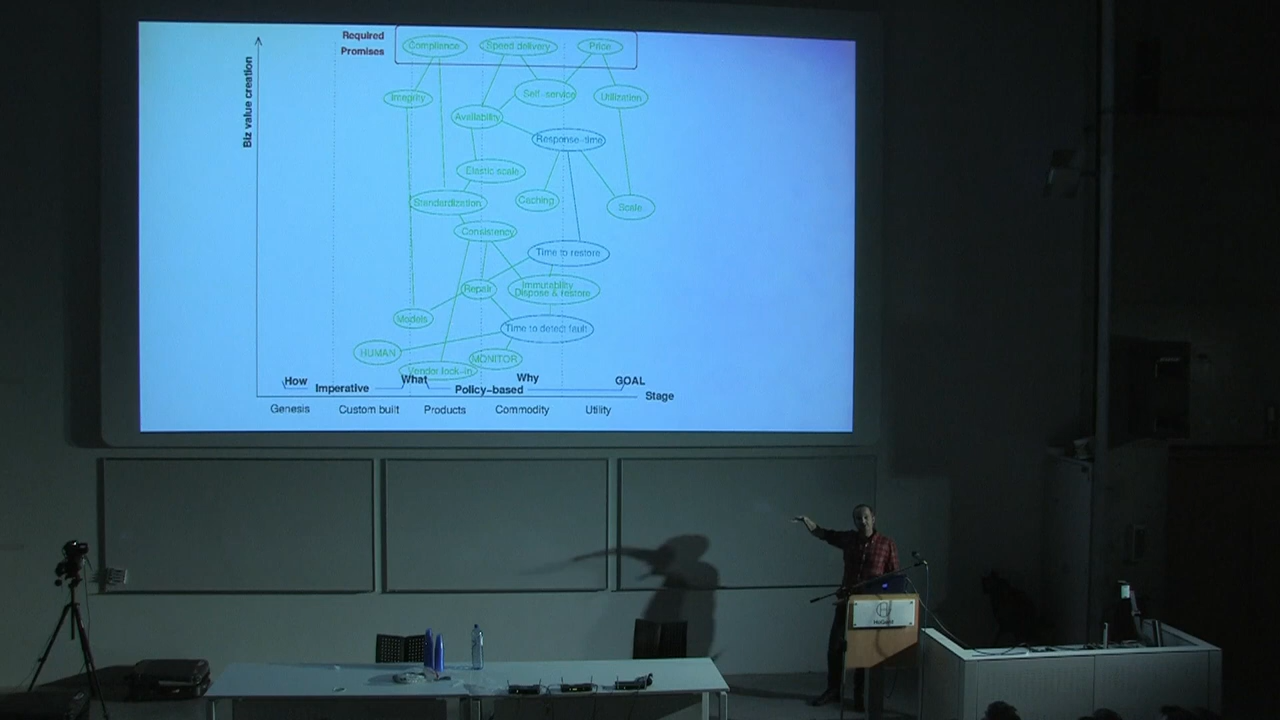 Required
Promises
Compliance
Speed delivery
Price
Integrity
Self-service
Utilization
Availability
Response-time
Elastic scale
Standardization
Caching
Scale
Consistency
Time to restore
Repair
Immutability
Dispose & restore
Models
Time to detect fault
HUMAN
MONITOR
Vendor lock-in
Biz value creation
How
What
Why
GOAL
Imperative
Policy-based
Stage
Genesis
Custom built
Products
Commodity
Utility